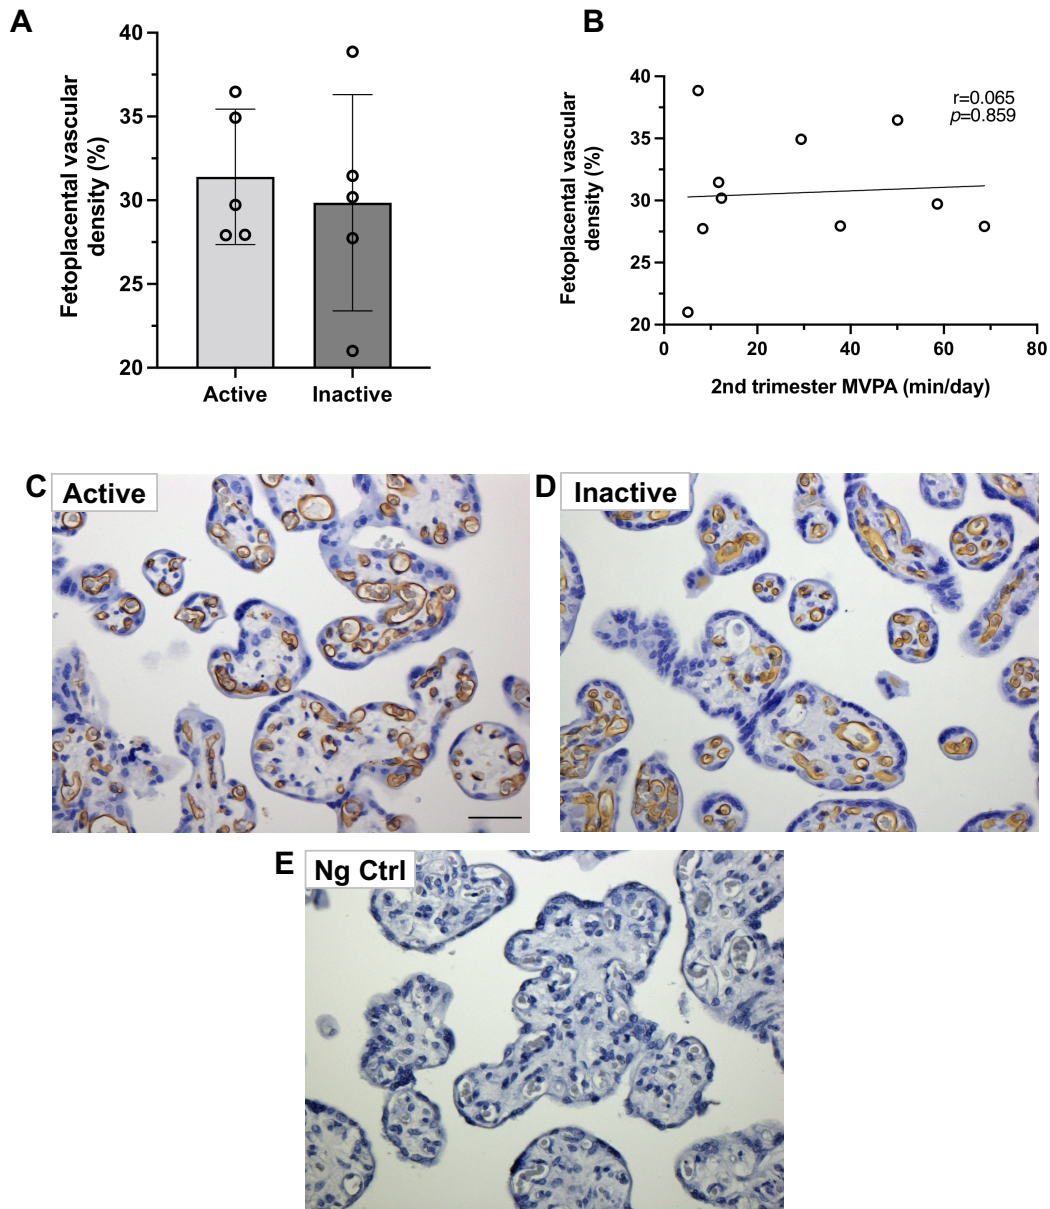 A
Fetoplacental vascular
density (%)
40
35
30
25
20
Active
Inactive
B
Fetoplacental vascular
density (%)
40
35
30
25
20
r=0.065
p=0.859
0
20
40
60
80
2nd trimester MVPA (min/day)
C
Active
D
Inactive
E
Ng Ctrl